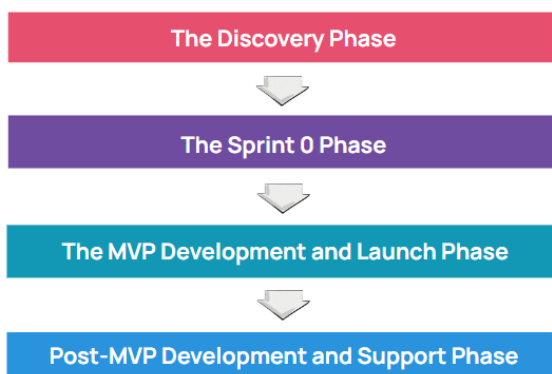 The Discovery Phase
The Sprint 0 Phase
The MVP Development and Launch Phase
Post-MVP Development and Support Phase